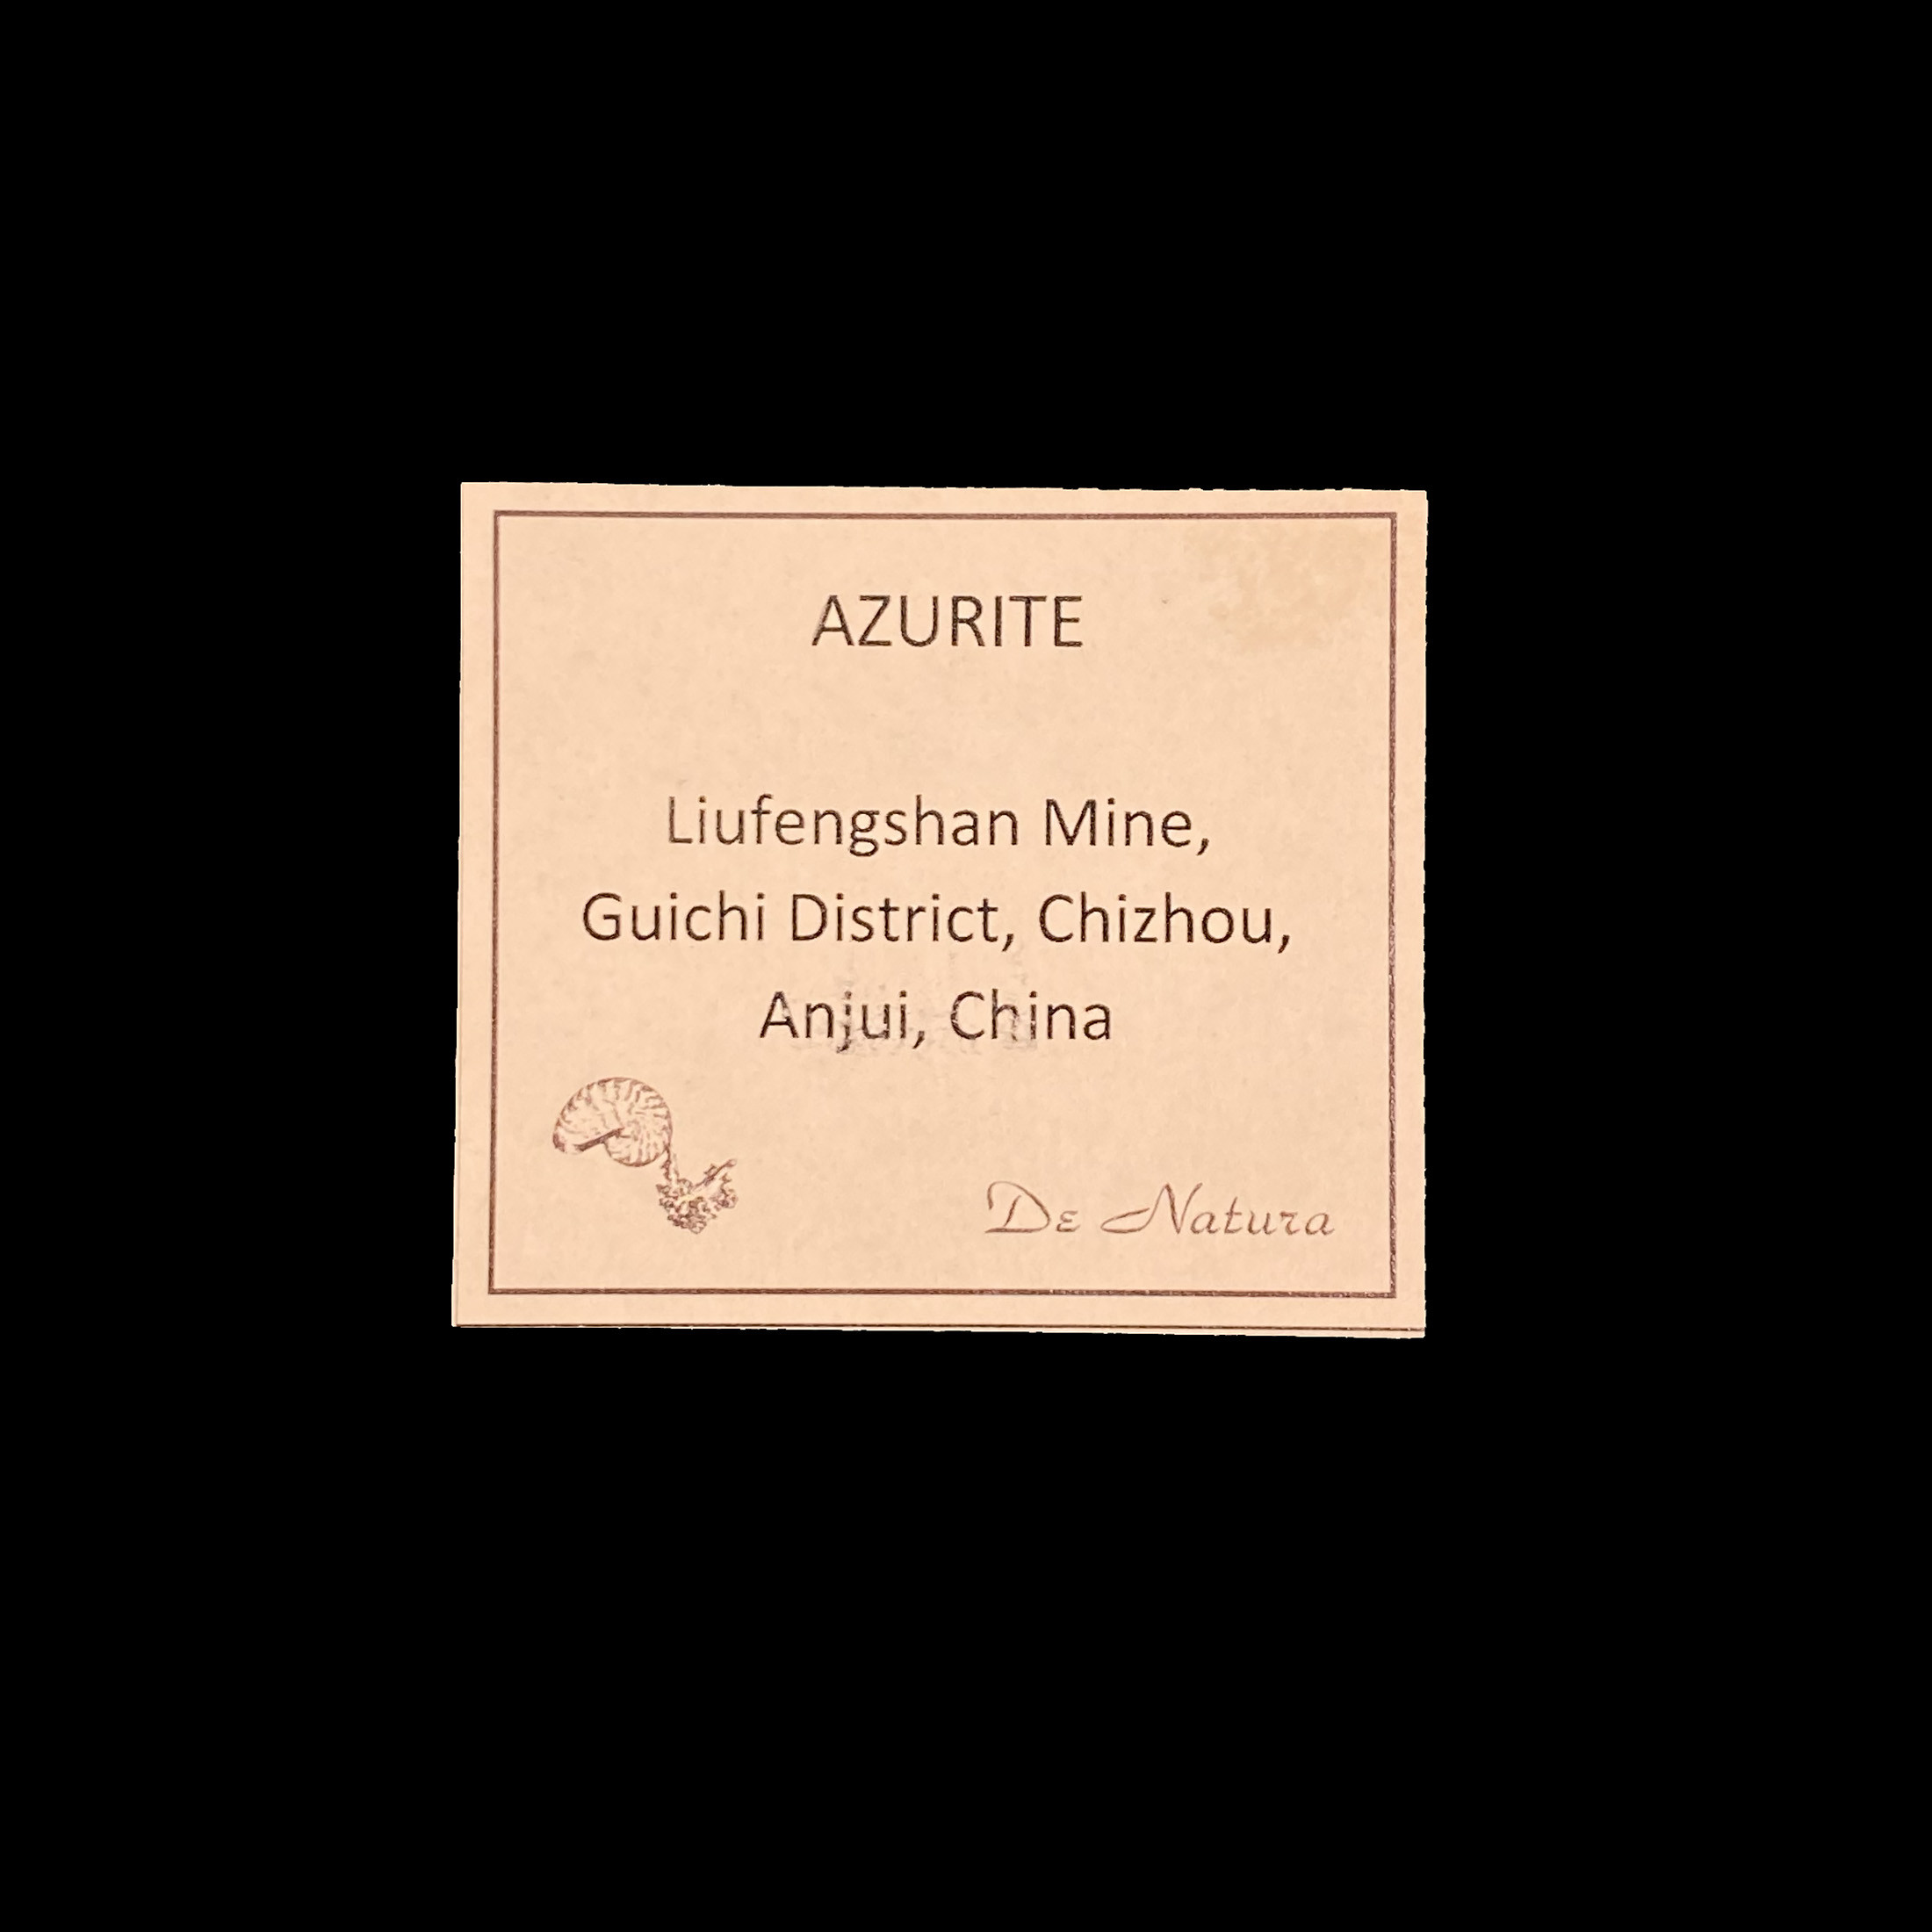 AZURITE
Liufengshan Mine,
Guichi District, Chizhou,
Anjui, China
De Natura